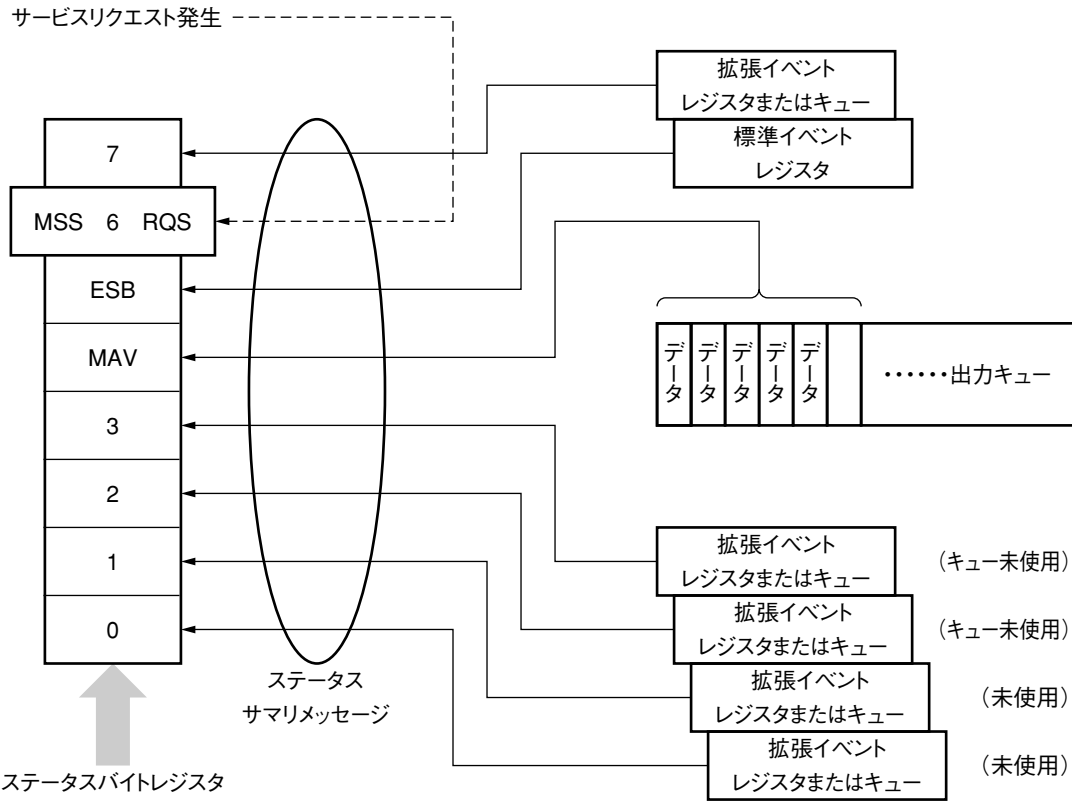 サービスリクエスト発生
拡張イベント
レジスタまたはキュー
標準イベント
レジスタ
7
MSS 6 RQS
ESB
MAV
3
2
1
0
データ
データ
データ
データ
データ
……出力キュー
拡張イベント
レジスタまたはキュー
(キュー未使用)
拡張イベント
レジスタまたはキュー
(キュー未使用)
拡張イベント
レジスタまたはキュー
(未使用)
拡張イベント
レジスタまたはキュー
(未使用)
ステータス
サマリメッセージ
ステータスバイトレジスタ